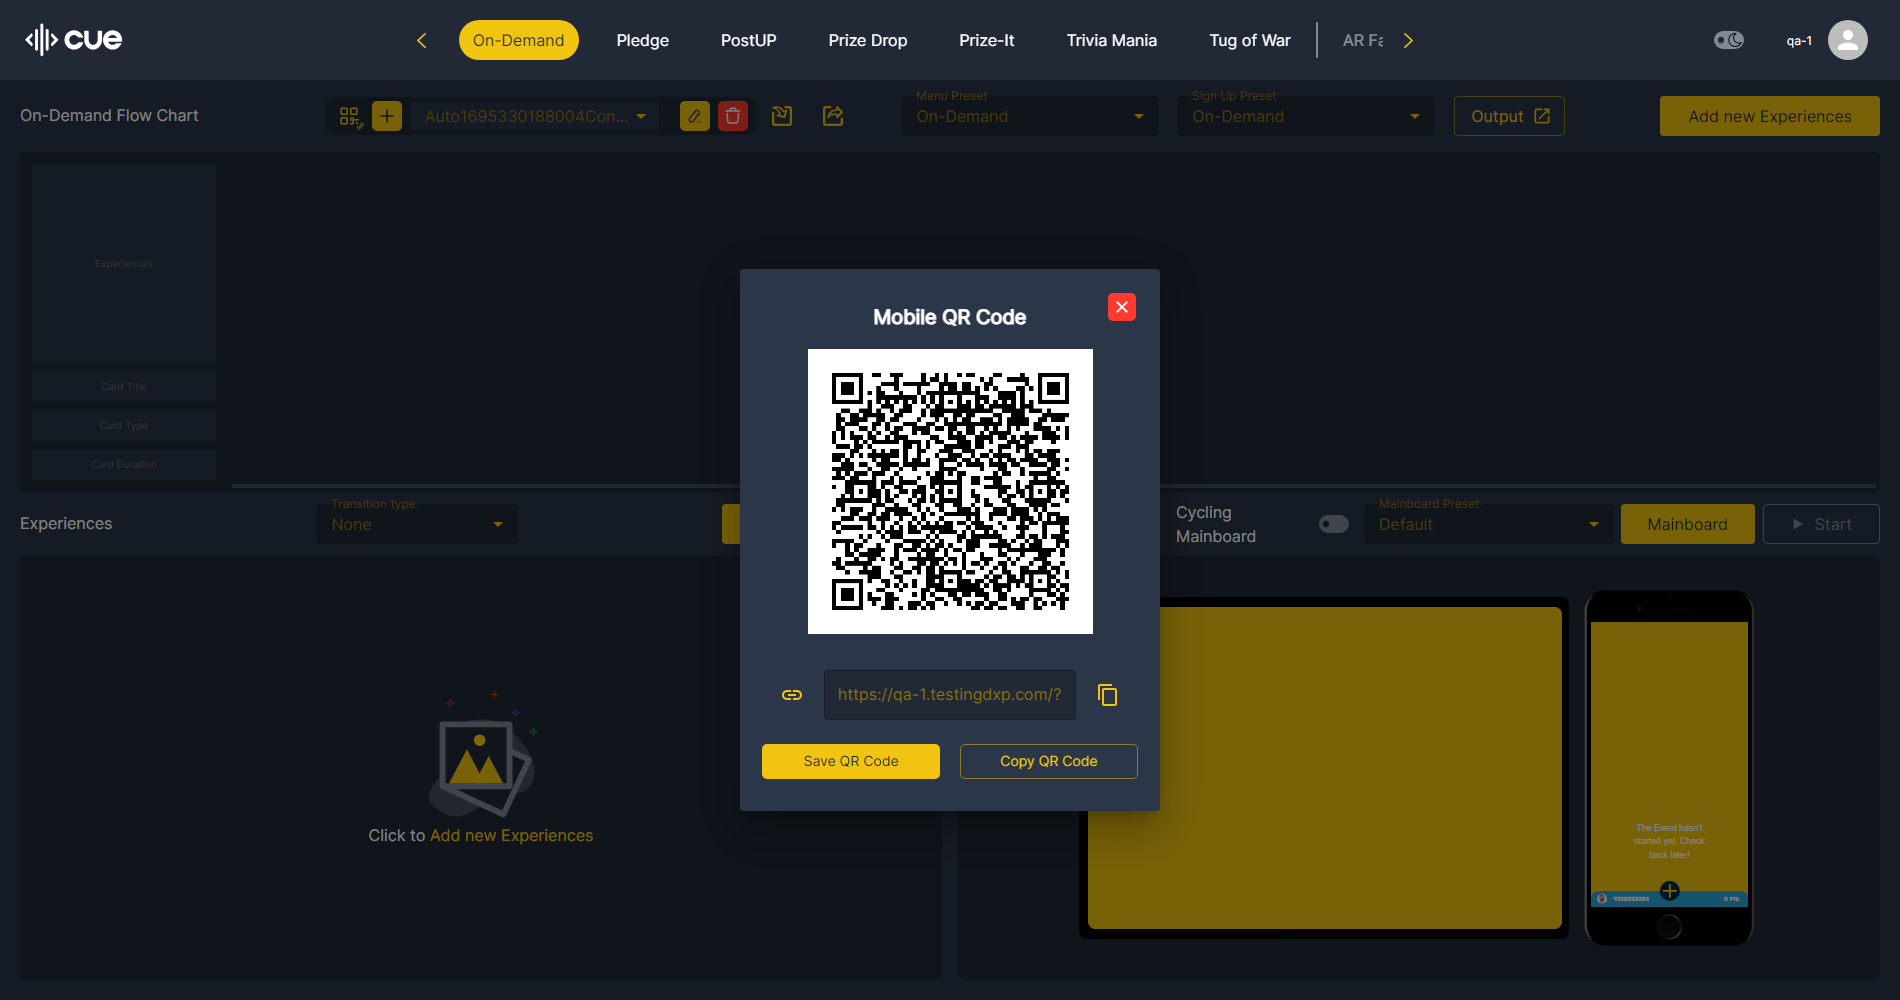 cue
On-Demand
Pledge
PostUP
Prize Drop
Prize-It
Trivia Mania
Tug of War
AR Fa
qa-1
On-Demand Flow Chart
Auto1695330188004Con...
Menu Preset
On-Demand
Sign Up Preset
On-Demand
Output
Add new Experiences
Experiences
Card Title
Card Type
Card Duration
Mobile QR Code
https://qa-1.testingdxp.com/?
Save QR Code
Copy QR Code
Experiences
Transition type
None
Cycling
Mainboard
Mainboard Preset
Default
Mainboard
Start
Click to Add new Experiences
The Event hasn't
started yet. Check
back later!
0 PTS.